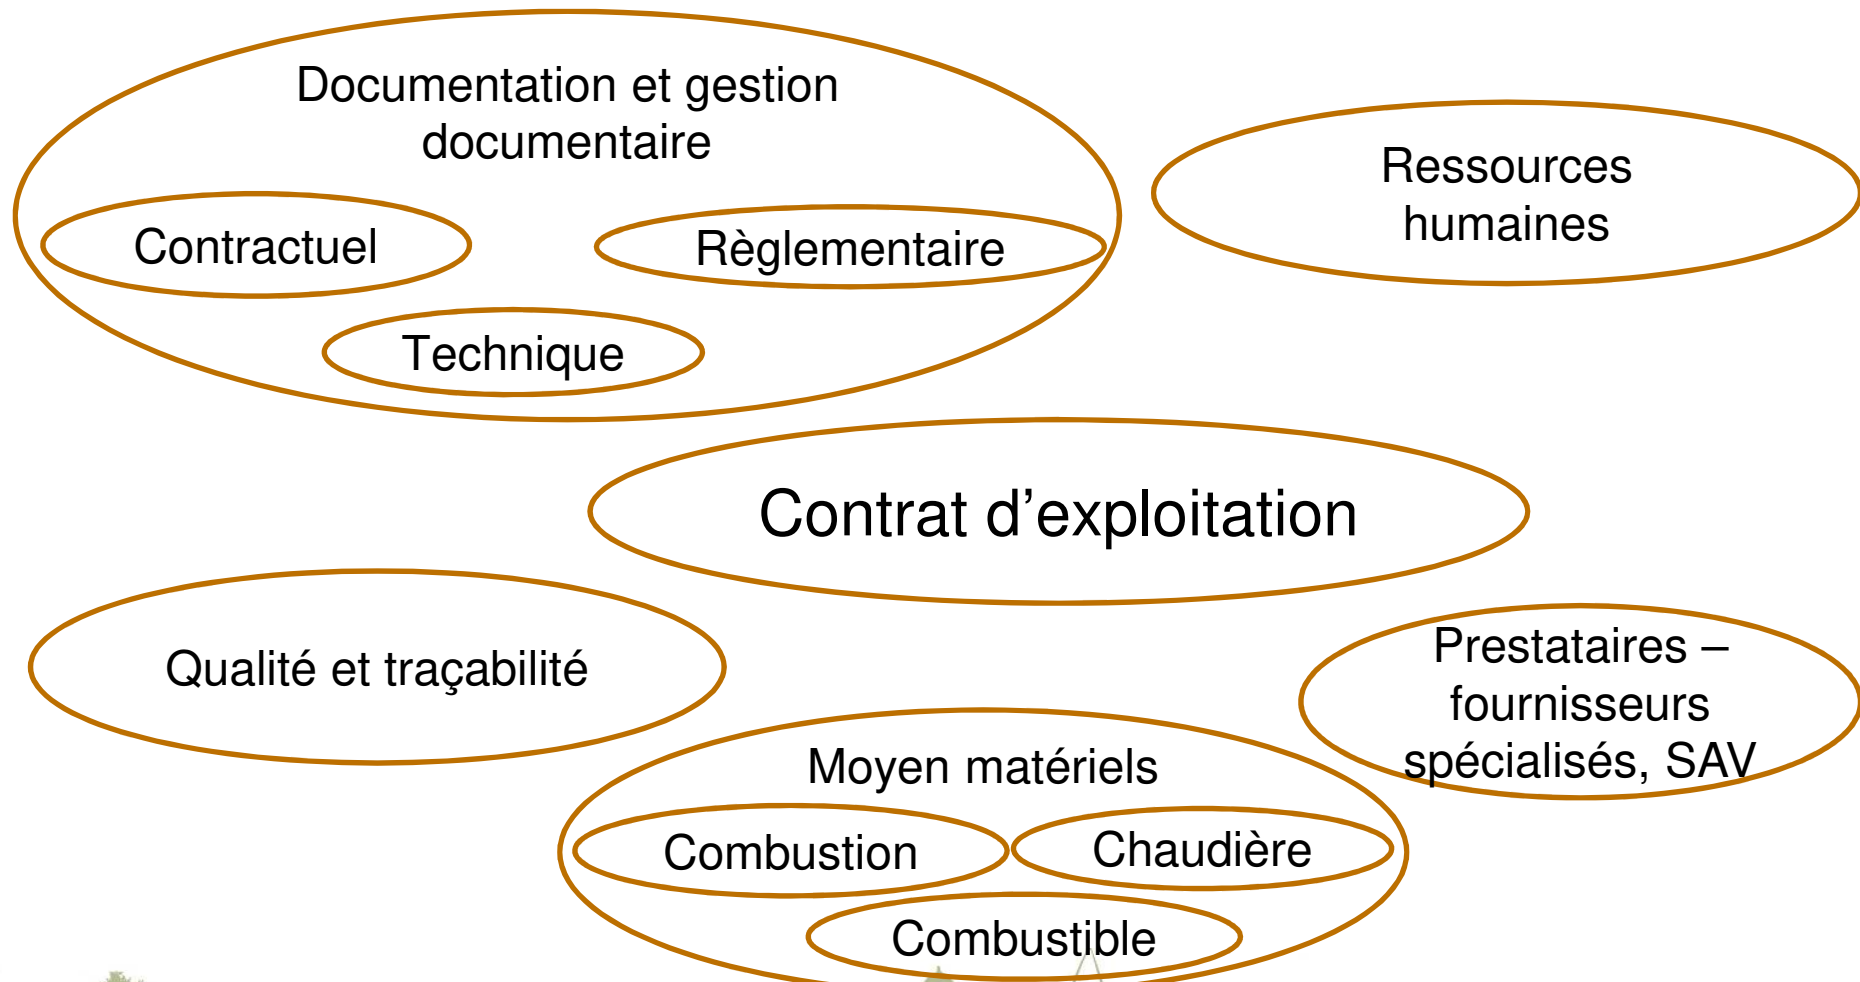 Documentation et gestion
documentaire
Contractuel
Règlementaire
Technique
Ressources
humaines
Contrat d’exploitation
Qualité et traçabilité
Prestataires –
fournisseurs
spécialisés, SAV
Moyen matériels
Combustion
Chaudière
Combustible